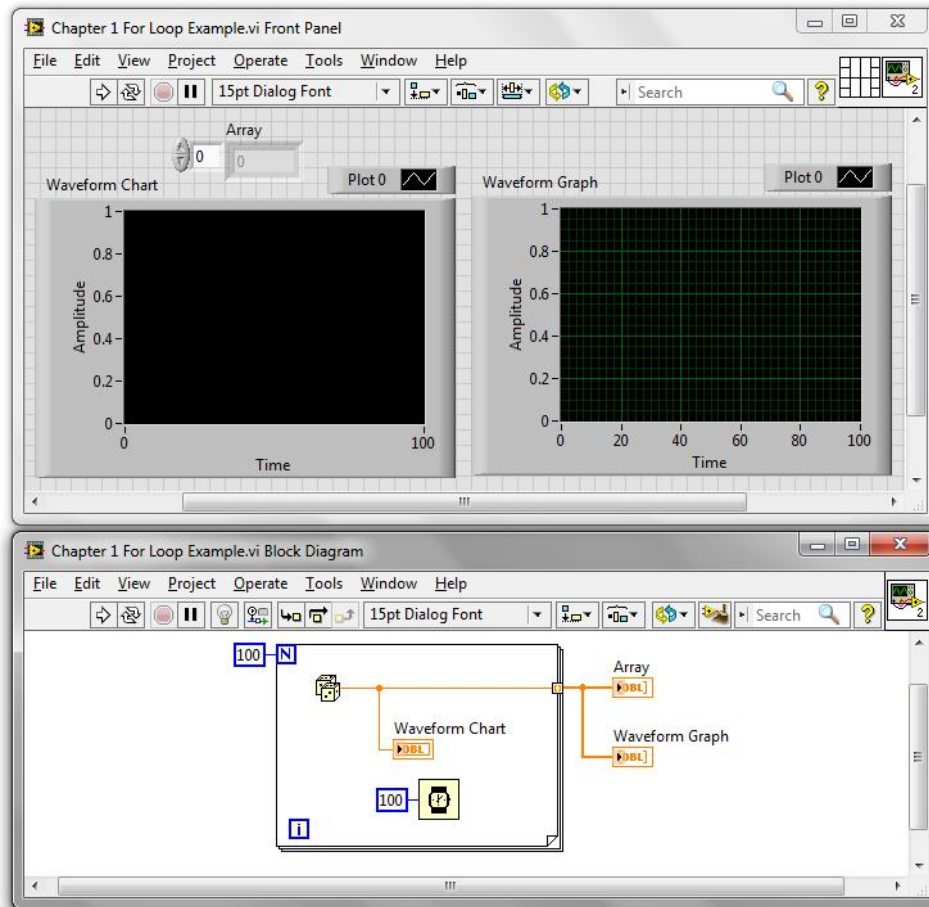 Chapter 1 For Loop Example.vi Front Panel
File Edit View Project Operate Tools Window Help
15pt Dialog Font Search
2
Array
0 0
Waveform Chart Plot 0
1
0.8
0.6
0.4
0.2
0
Amplitude
0 100
Time
Waveform Graph Plot 0
1
0.8
0.6
0.4
0.2
0
Amplitude
0 20 40 60 80 100
Time
Chapter 1 For Loop Example.vi Block Diagram
File Edit View Project Operate Tools Window Help
15pt Dialog Font Search
2
100 N
Array
DBL
Waveform Chart
DBL
Waveform Graph
DBL
100
i